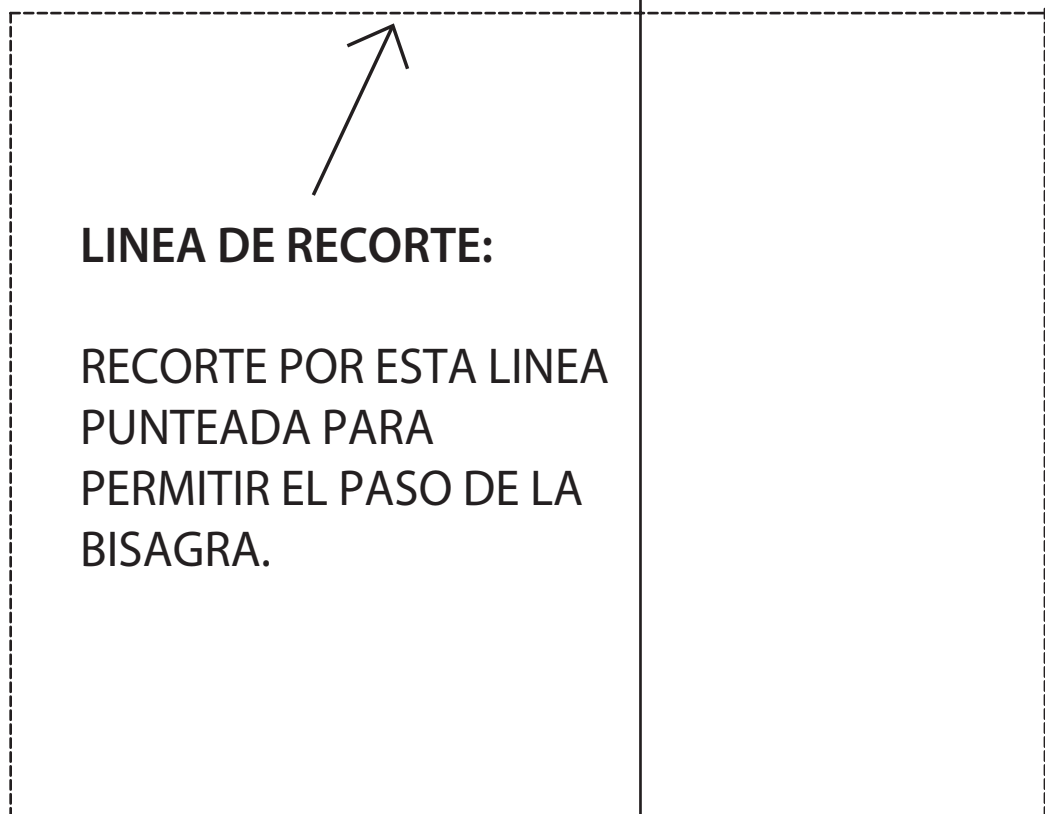 LINEA DE RECORTE:
RECORTE POR ESTA LINEA
PUNTEADA PARA
PERMITIR EL PASO DE LA
BISAGRA.